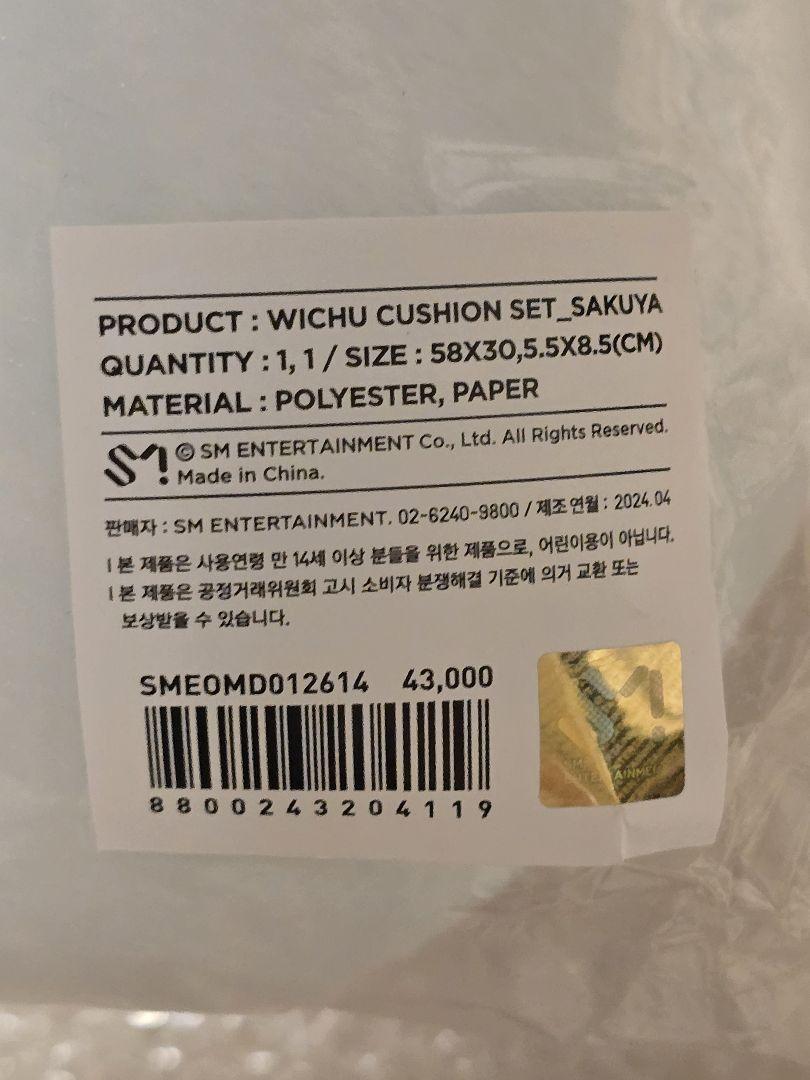 PRODUCT : WICHU CUSHION SET_SAKUYA
QUANTITY : 1, 1 / SIZE : 58X30,5.5X8.5(CM)
MATERIAL : POLYESTER, PAPER
SM! © SM ENTERTAINMENT Co., Ltd. All Rights Reserved.
Made in China.
판매자 : SM ENTERTAINMENT. 02-6240-9800 / 제조연월 : 2024.04
| 본 제품은 사용연령 만 14세 이상 분들을 위한 제품으로, 어린이용이 아닙니다.
| 본 제품은 공정거래위원회 고시 소비자 분쟁해결 기준에 의거 교환 또는
보상받을 수 있습니다.
SMEOMD012614 43,000
8800243204119
SM
ENTERTAINMENT